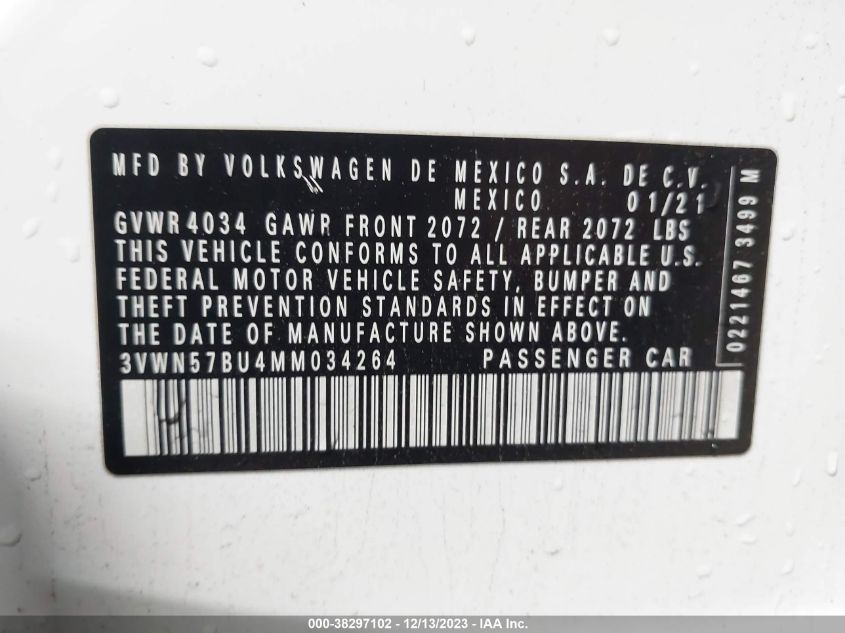 MFD BY VOLKSWAGEN DE MEXICO S.A. DE C.V.
MEXICO 01/21
GVWR 4034 GAWR FRONT 2072 / REAR 2072 LBS
THIS VEHICLE CONFORMS TO ALL APPLICABLE U.S.
FEDERAL MOTOR VEHICLE SAFETY, BUMPER AND
THEFT PREVENTION STANDARDS IN EFFECT ON
THE DATE OF MANUFACTURE SHOWN ABOVE.
3VWN57BU4MM034264 PASSENGER CAR
0221467 3499 M
000-38297102 - 12/13/2023 - IAA Inc.